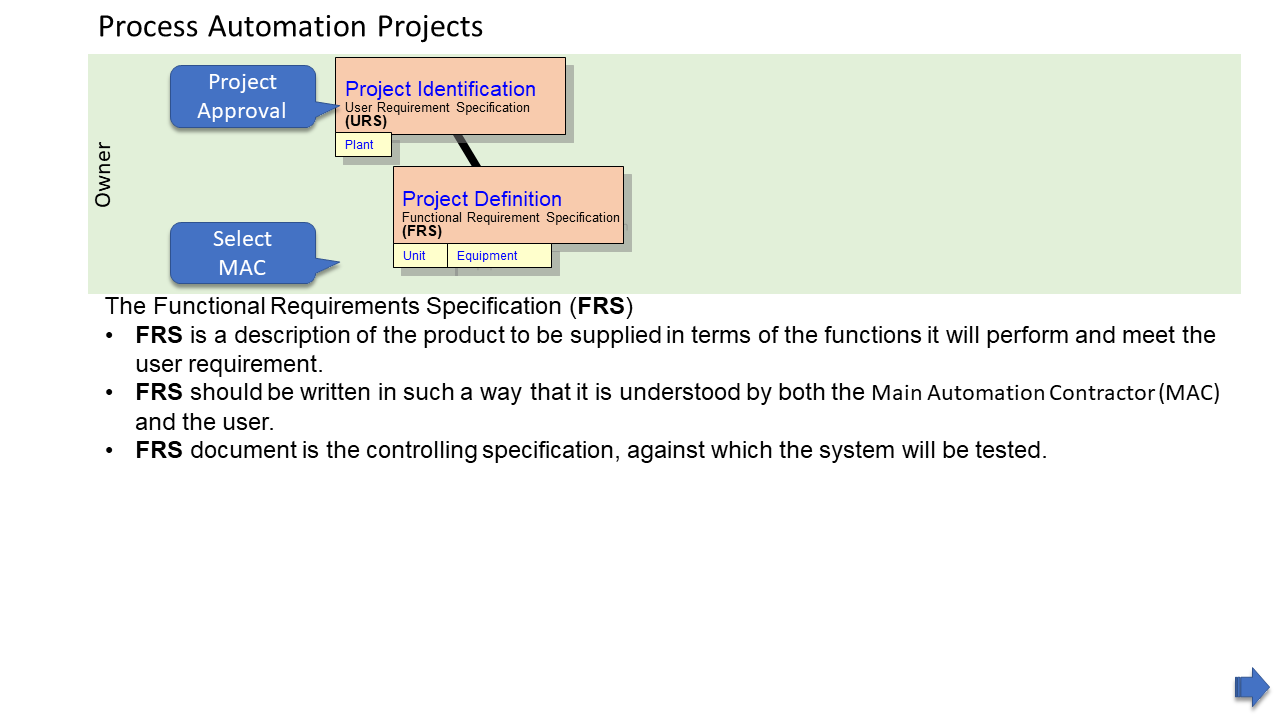 Process Automation Projects
Project
Approval
Project Identification
User Requirement Specification
(URS)
Plant
Owner
Project Definition
Functional Requirement Specification
(FRS)
Unit
Equipment
Select
MAC
The Functional Requirements Specification (FRS)
• FRS is a description of the product to be supplied in terms of the functions it will perform and meet the
user requirement.
• FRS should be written in such a way that it is understood by both the Main Automation Contractor (MAC)
and the user.
• FRS document is the controlling specification, against which the system will be tested.